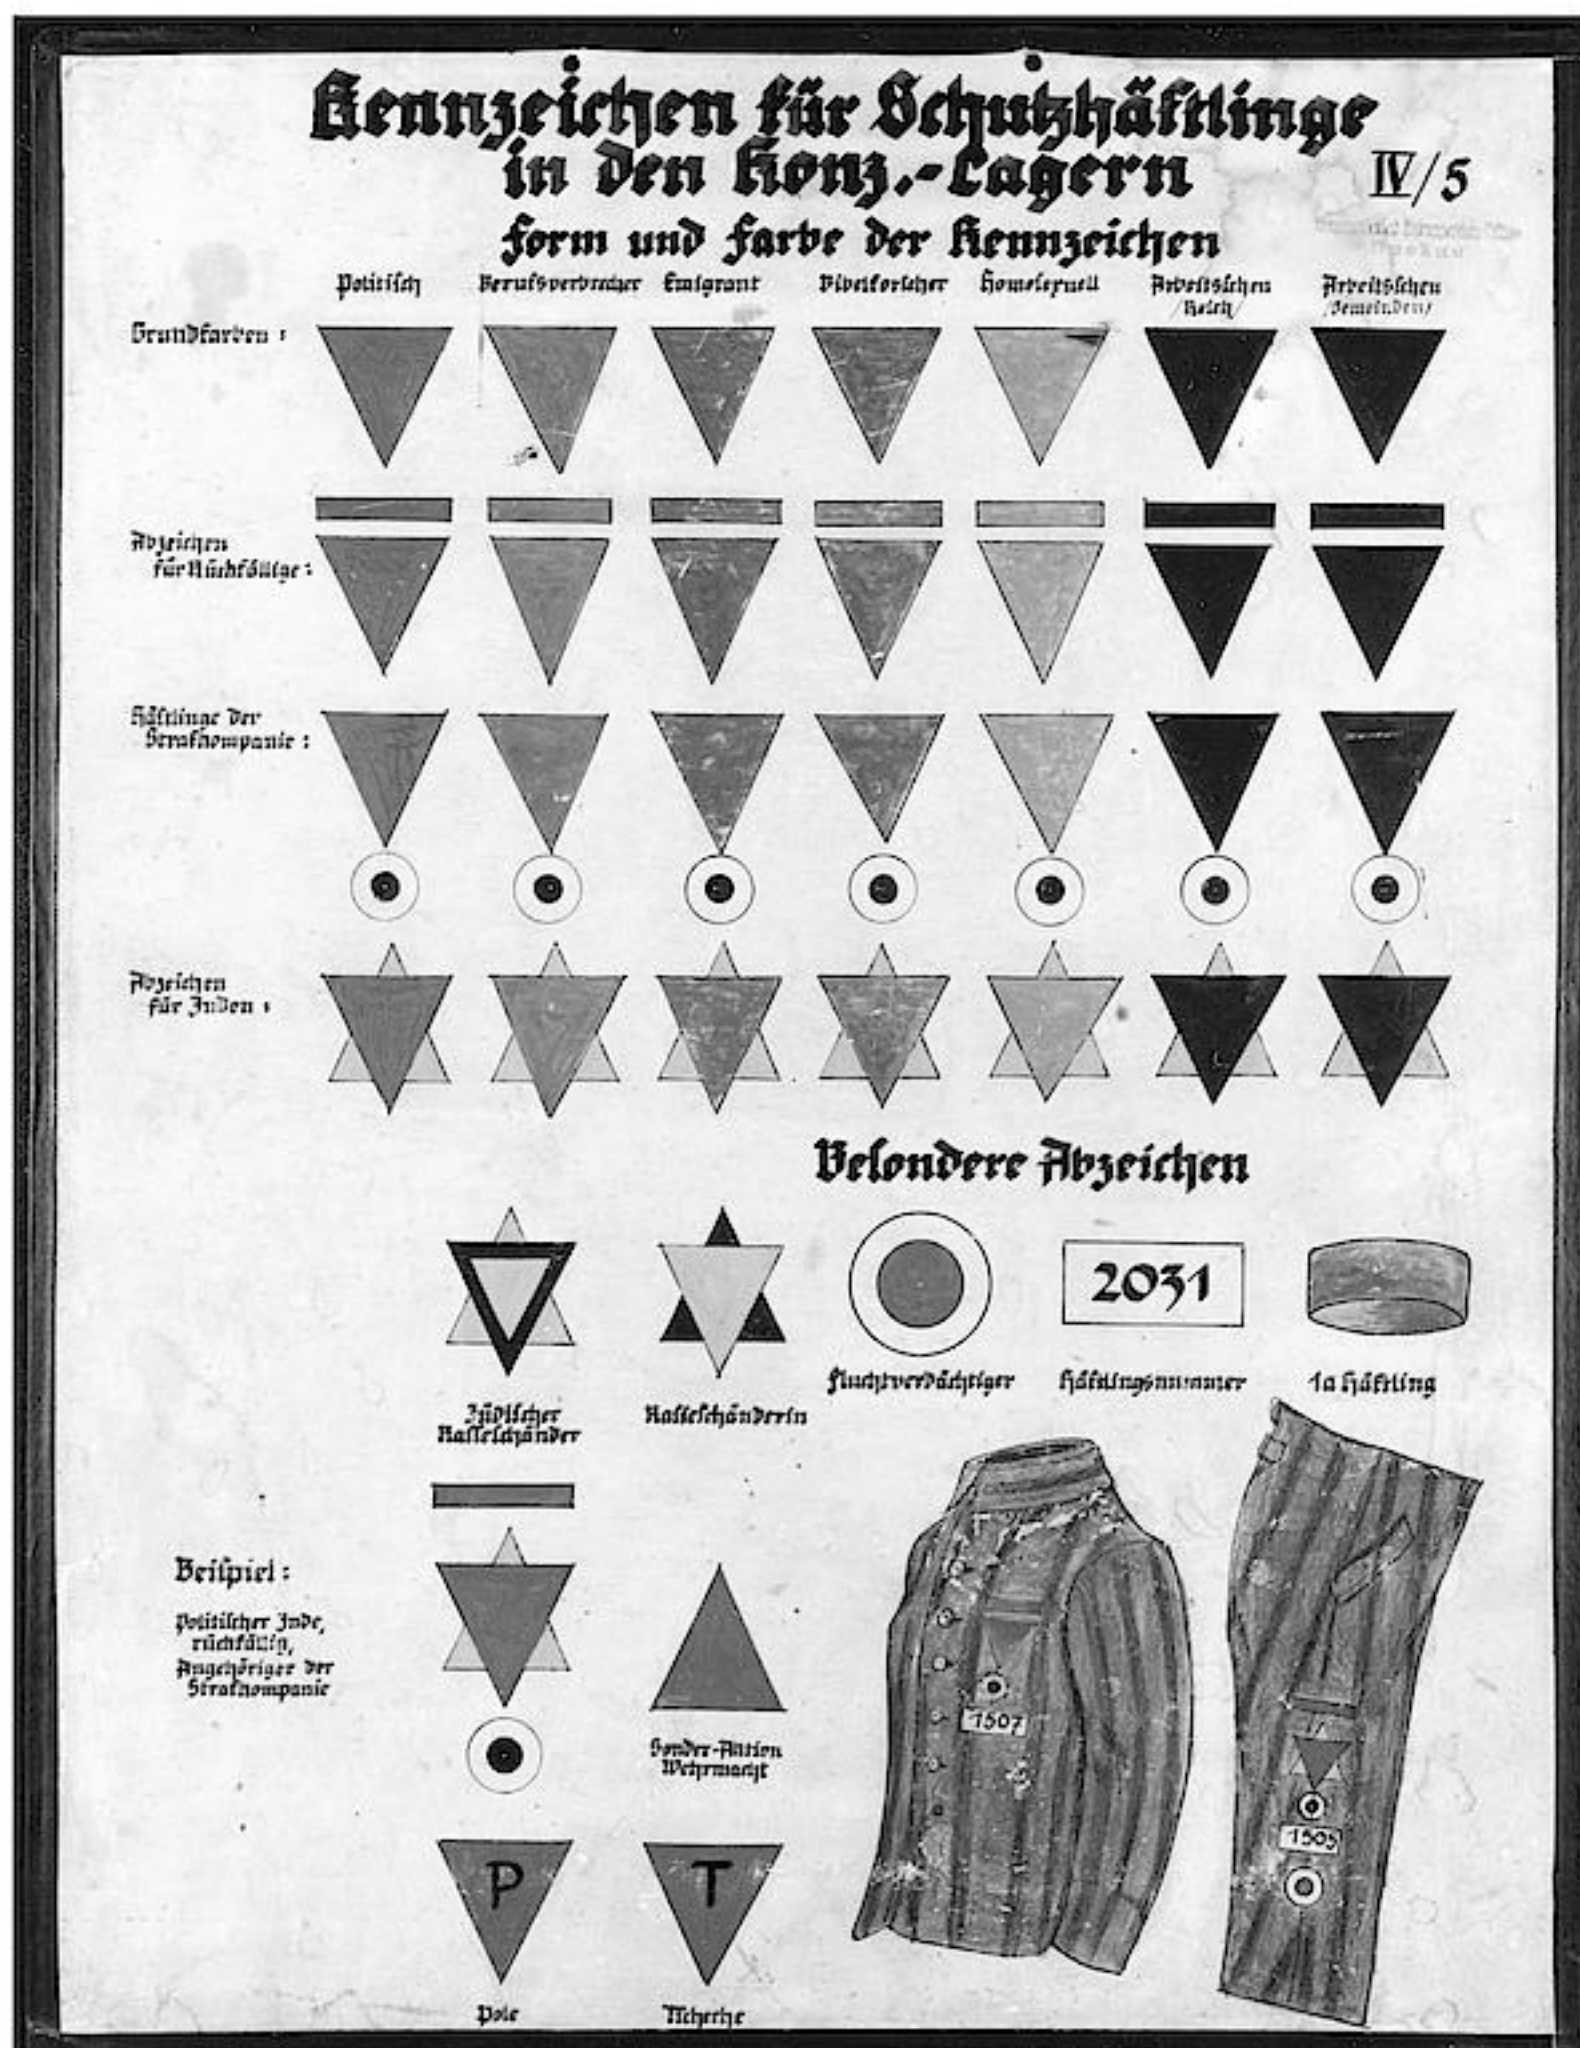 Kennzeichen für Schutzhäftlinge
in den Konz.-Lagern
IV/5
Form und Farbe der Kennzeichen
Politisch Berufsverbrecher Emigrant Bibelforscher Homosexuell Arbeitsscheu Arbeitsscheu
/Reich/ /Gemeinden/
Grundfarben:
Abzeichen
für Rückfällige:
Häftlinge der
Strafkompanie:
Abzeichen
für Juden:
Besondere Abzeichen
2031
Jüdischer
Rasseschänder
Rasseschänderin
Fluchtverdächtiger
Häftlingsnummer
1a Häftling
Beispiel:
Politischer Jude,
rückfällig,
Angehöriger der
Strafkompanie
Sonder-Aktion
Wehrmacht
1507
1505
P
T
Pole
Tscheche